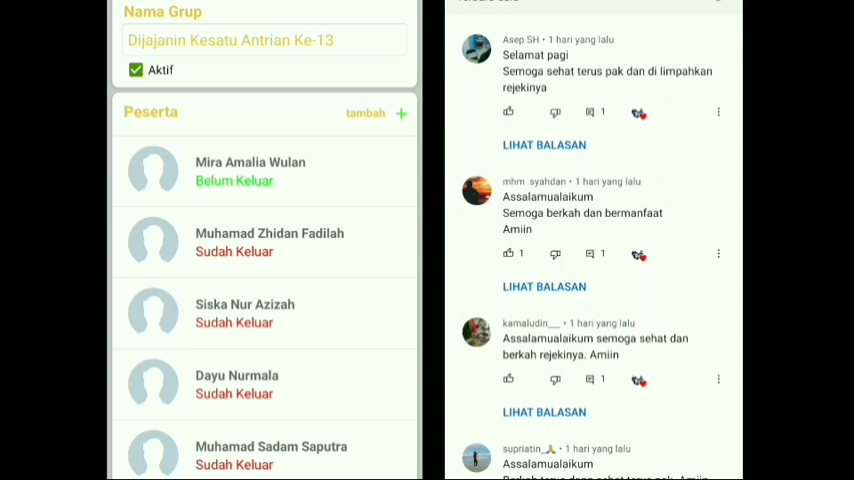 Nama Grup
Dijajanin Kesatu Antrian Ke-13
Aktif
Peserta
tambah +
Mira Amalia Wulan
Belum Keluar
Muhamad Zhidan Fadilah
Sudah Keluar
Siska Nur Azizah
Sudah Keluar
Dayu Nurmala
Sudah Keluar
Muhamad Sadam Saputra
Sudah Keluar
Asep SH • 1 hari yang lalu
Selamat pagi
Semoga sehat terus pak dan di limpahkan
rejekinya
1
LIHAT BALASAN
mhm syahdan • 1 hari yang lalu
Assalamualaikum
Semoga berkah dan bermanfaat
Amiin
1 1
LIHAT BALASAN
kamaludin__ • 1 hari yang lalu
Assalamualaikum semoga sehat dan
berkah rejekinya. Amiin
1
LIHAT BALASAN
supriatin_🙏 • 1 hari yang lalu
Assalamualaikum